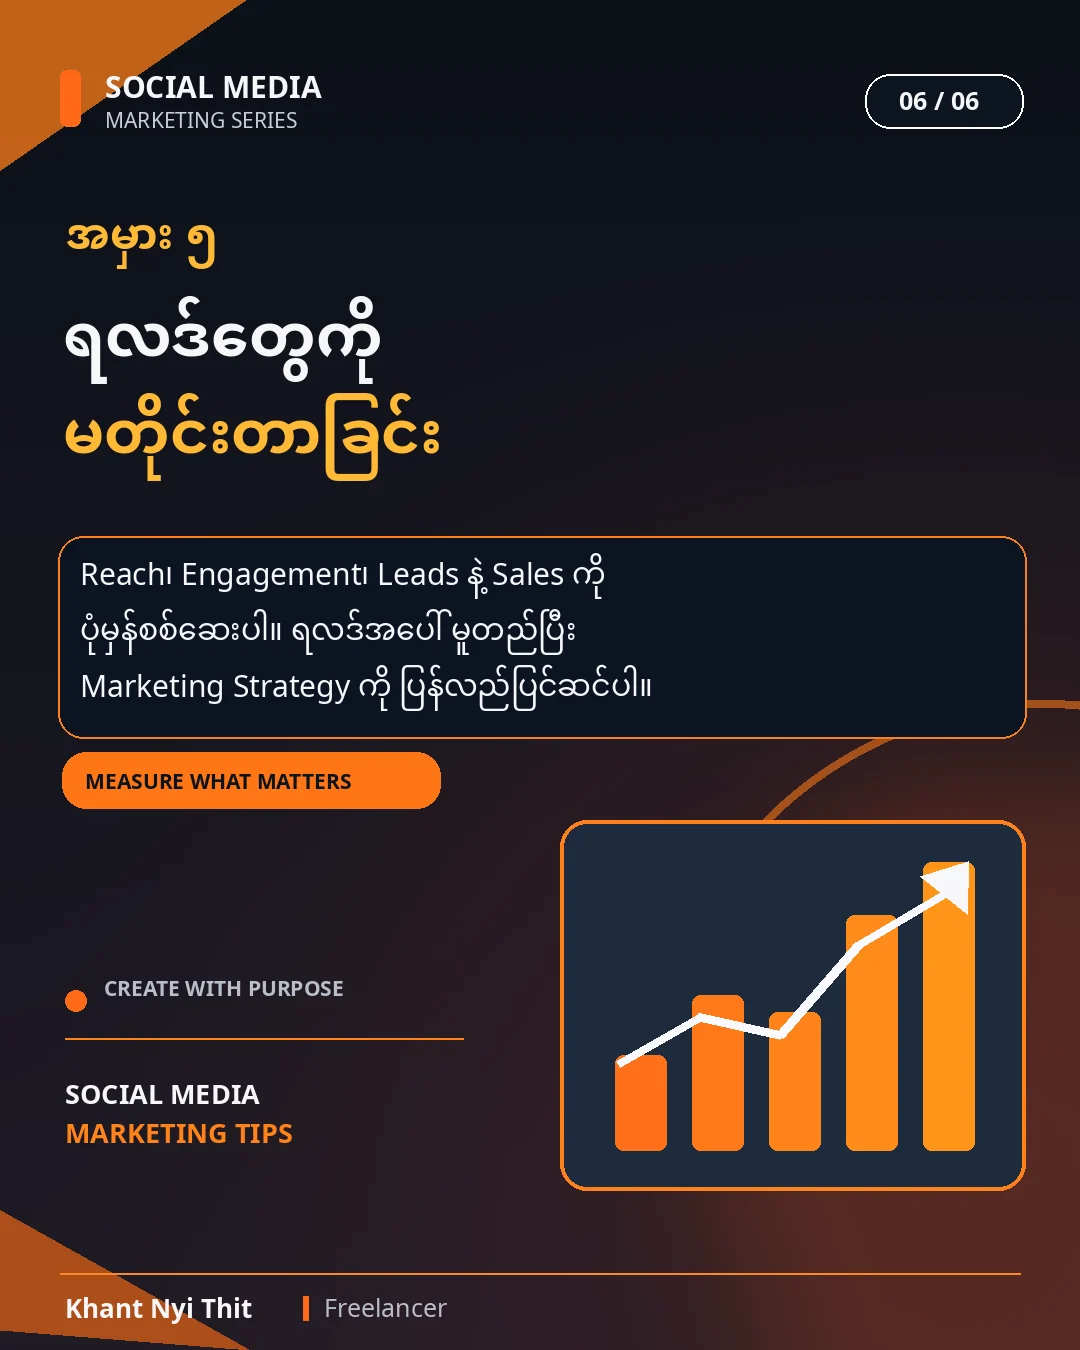 SOCIAL MEDIA
MARKETING SERIES
06 / 06
အမှား ၅
ရလဒ်တွေကို
မတိုင်းတာခြင်း
Reach၊ Engagement၊ Leads နဲ့ Sales ကို
ပုံမှန်စစ်ဆေးပါ။ ရလဒ်အပေါ် မူတည်ပြီး
Marketing Strategy ကို ပြန်လည်ပြင်ဆင်ပါ။
MEASURE WHAT MATTERS
CREATE WITH PURPOSE
SOCIAL MEDIA
MARKETING TIPS
Khant Nyi Thit
Freelancer